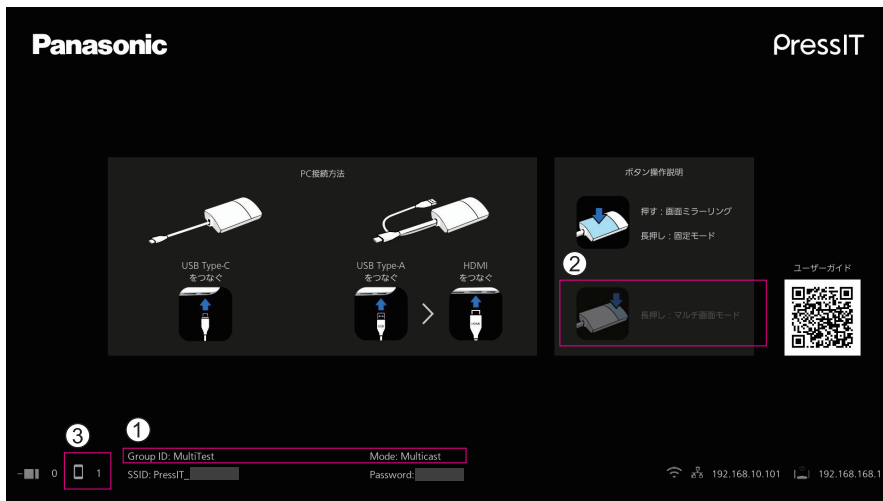 Panasonic
PressIT
PC接続方法
USB Type-C
をつなぐ
USB Type-A
をつなぐ
HDMI
をつなぐ
ボタン操作説明
押す：画面ミラーリング
長押し：固定モード
②
長押し：マルチ画面モード
ユーザーガイド
③
①
Group ID: MultiTest
Mode: Multicast
0
1
SSID: PressIT_
Password:
192.168.10.101
192.168.168.1